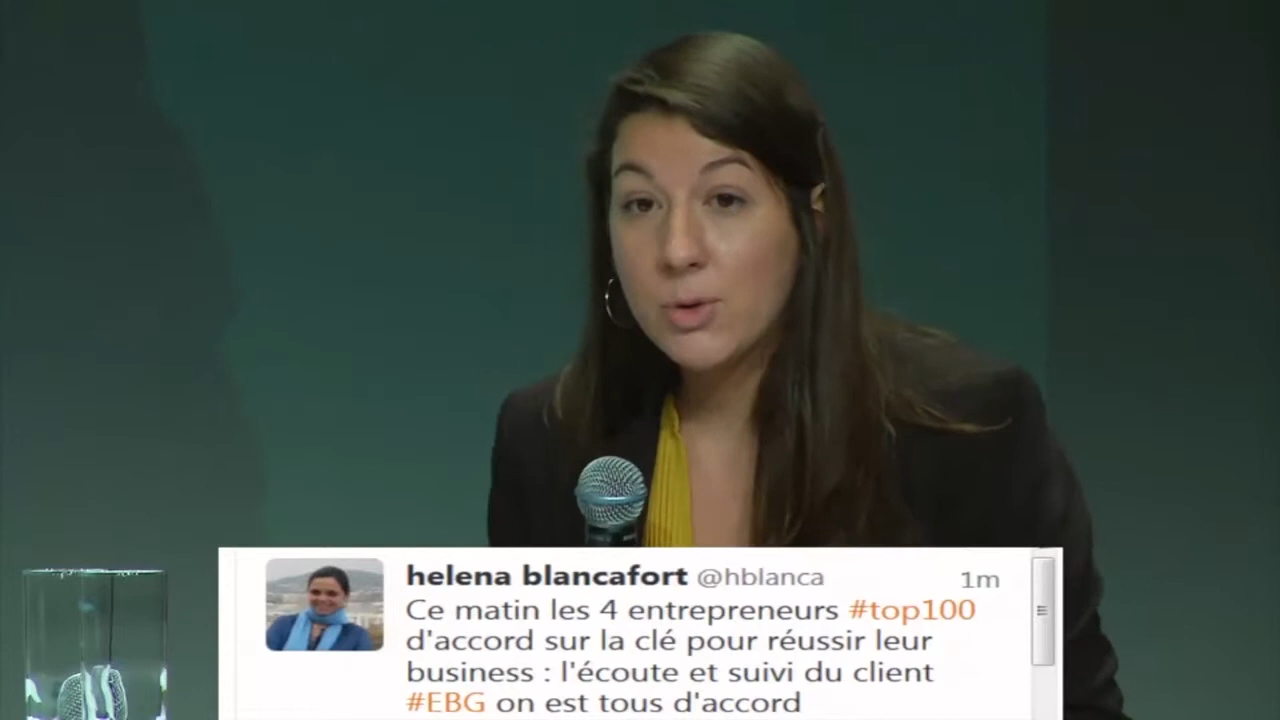 helena blancafort @hblanca 1m
Ce matin les 4 entrepreneurs #top100
d'accord sur la clé pour réussir leur
business : l'écoute et suivi du client
#EBG on est tous d'accord